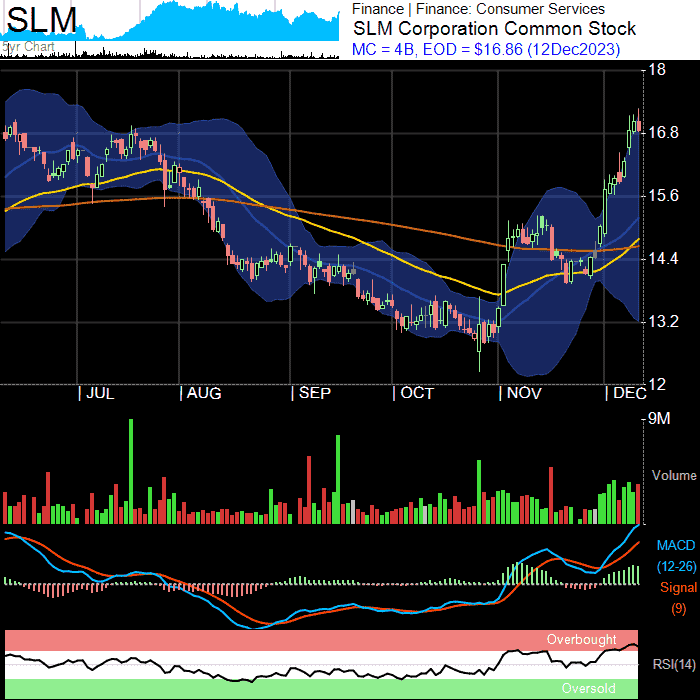 SLM
5yr Chart
Finance | Finance: Consumer Services
SLM Corporation Common Stock
MC = 4B, EOD = $16.86 (12Dec2023)
18
16.8
15.6
14.4
13.2
12
| JUL | AUG | SEP | OCT | NOV | DEC
9M
Volume
MACD
(12-26)
Signal
(9)
Overbought
RSI(14)
Oversold